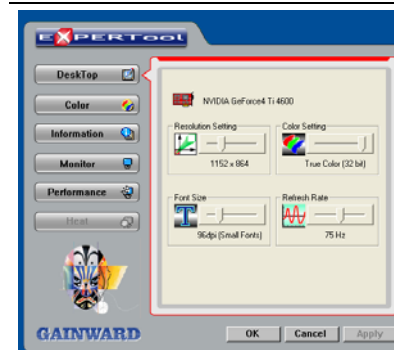 EXPERTool
DeskTop
Color
Information
Monitor
Performance
Heat
NVIDIA GeForce4 Ti 4600
Resolution Setting
Color Setting
1152 x 864
True Color (32 bit)
Font Size
Refresh Rate
96dpi (Small Fonts)
75 Hz
GAINWARD
OK
Cancel
Apply